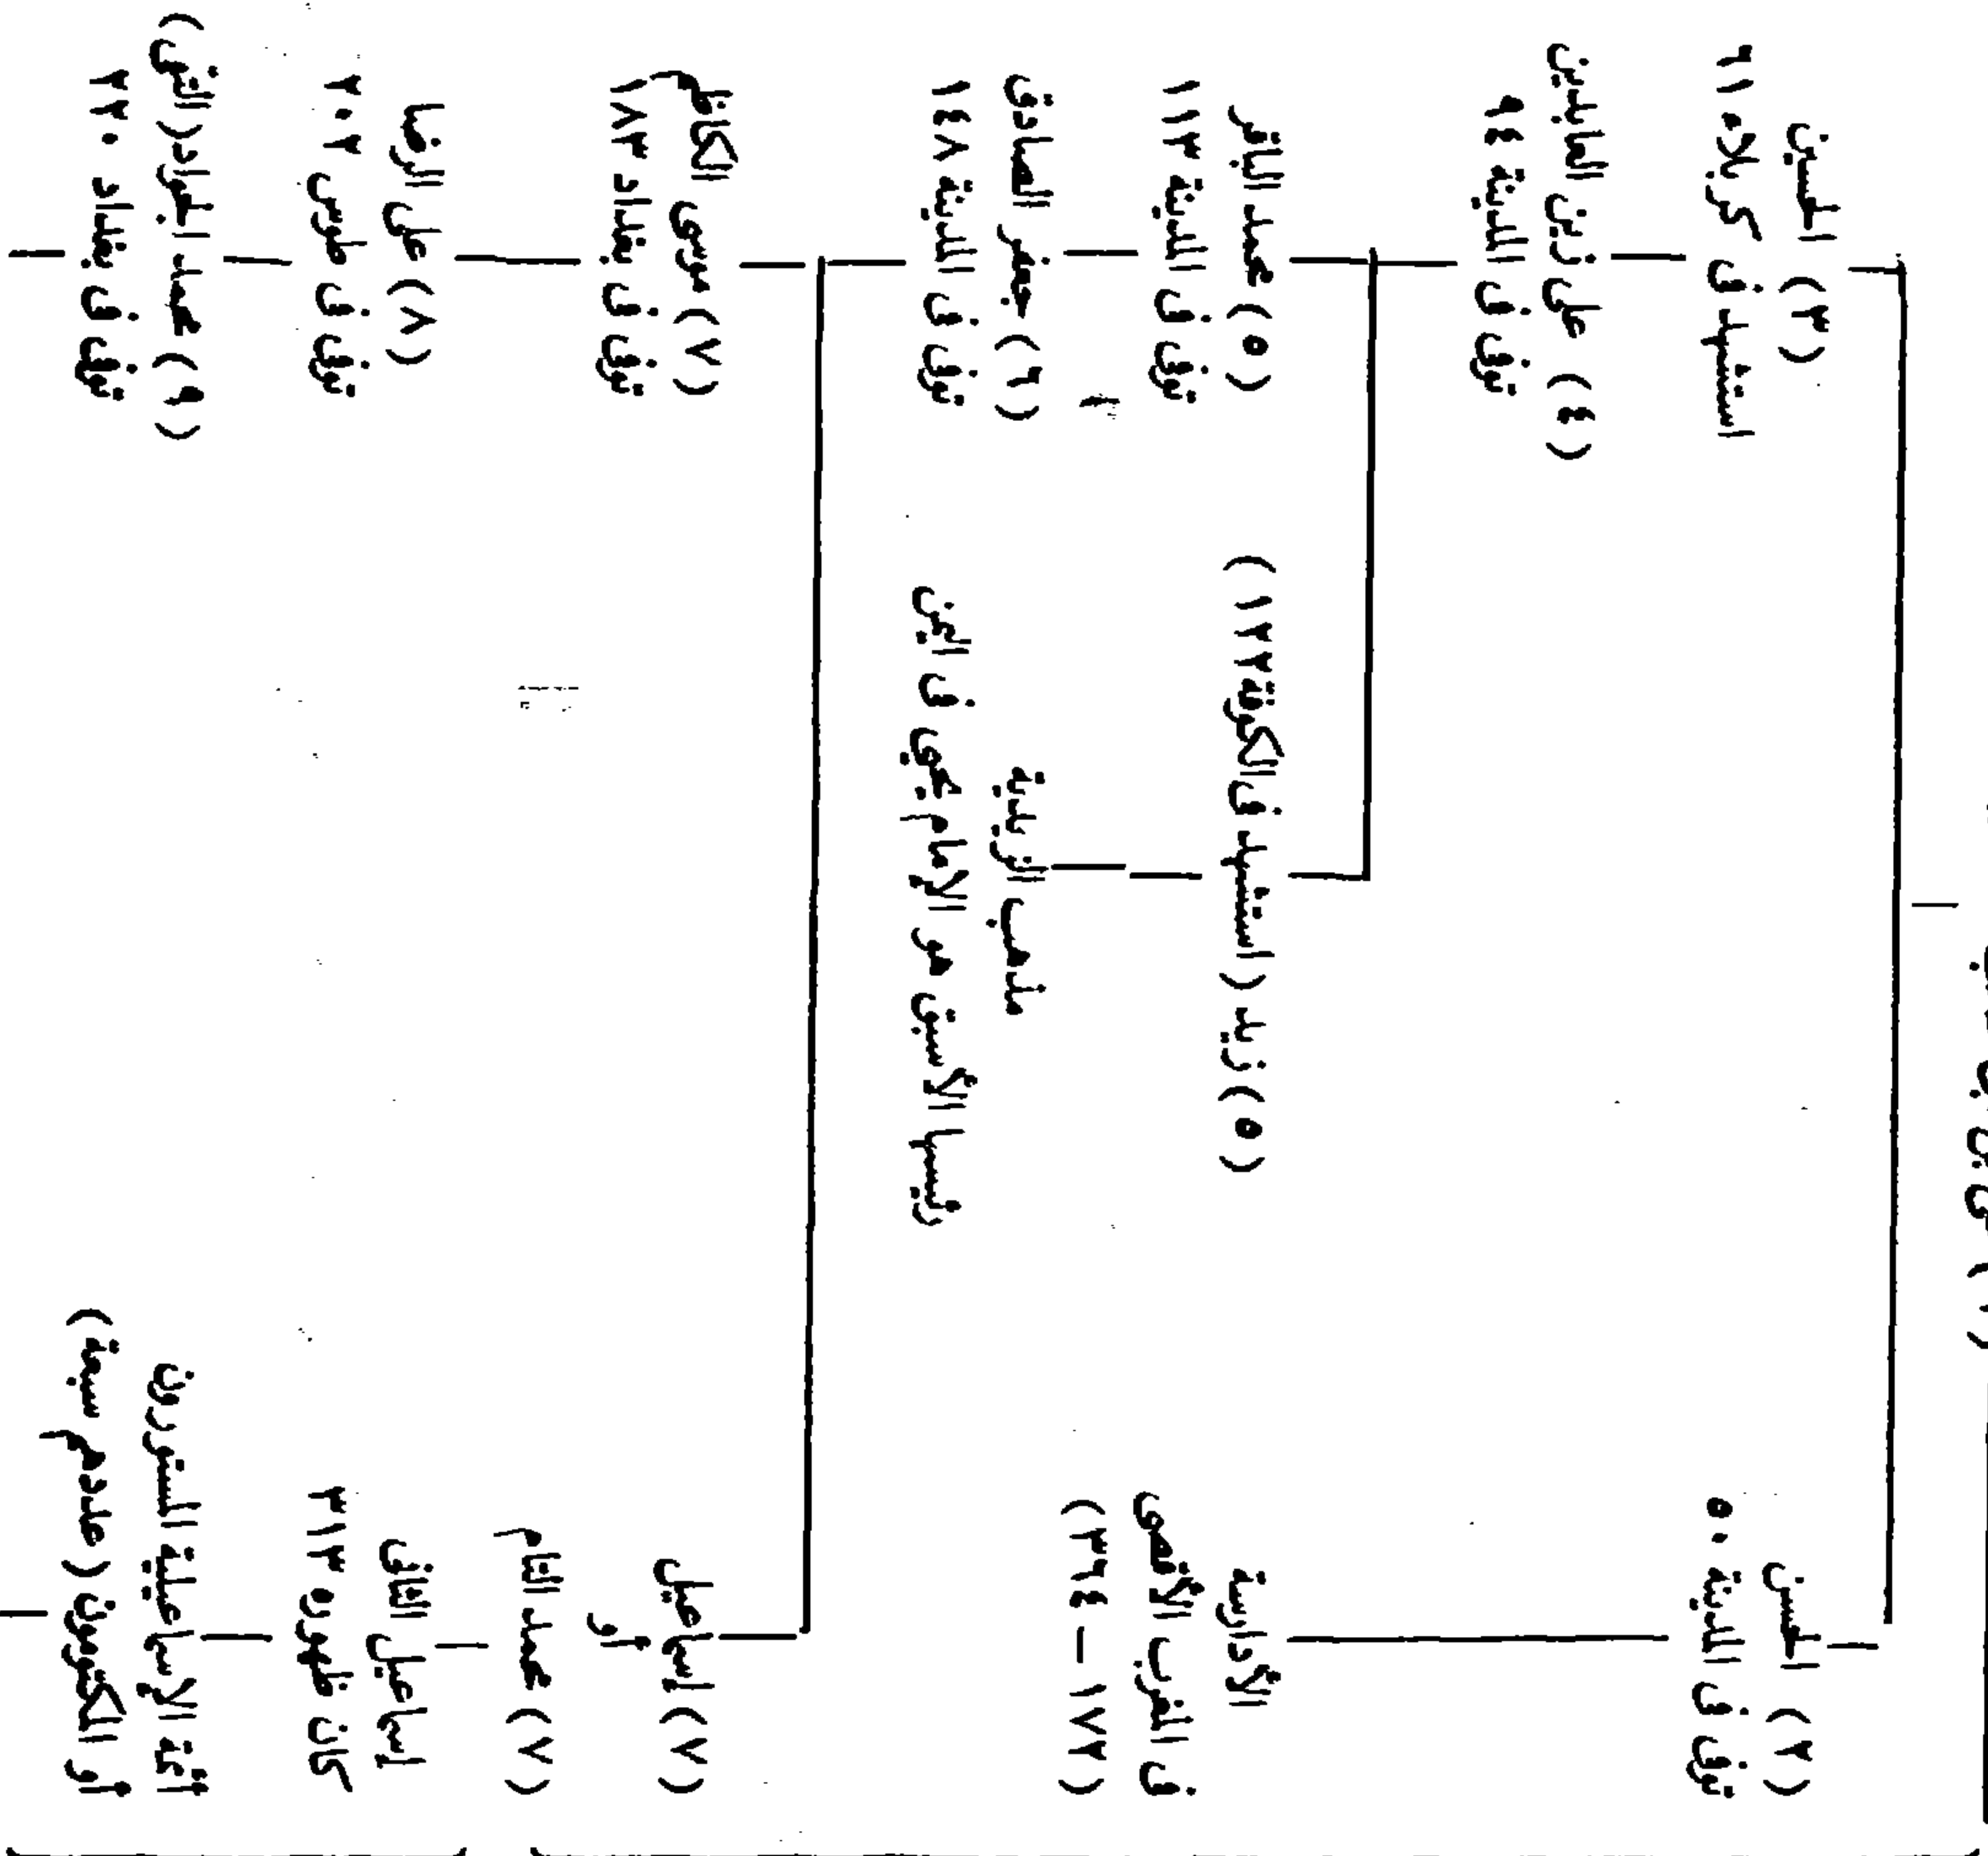 (٢) الحسن
توفي في المدينة ٥٠
(٣) الحسين
استشهد في كربلاء ٦١
(٤) علي زين العابدين
توفي في المدينة ٩٤
الأدارسة
في المغرب الأقصى
(١٧٢ — ٣٦٤)
(٥) زيد (استشهد في الكوفة ١٢٢)
مذهب الزيدية
رئيسها الأسبق هو الامام يحيى في اليمن
(٥) محمد الباقر
توفي في المدينة ١١٣
(٦) جعفر الصادق
توفي في المدينة ١٤٨
(٧) إسماعيل
و
(٧) محمد التام
إسماعيل الثاني
كان ظهوره ٢١٣
أئمة الإسماعيلية المستورون
أو المكتومون (عددهم سبعة)
(٧) موسى الكاظم
توفي في بغداد ١٨٣
(٨) علي الرضا
توفي في طوس ٢٠٢
(٩) محمد الجواد (التقي)
توفي في بغداد ٢٢٠